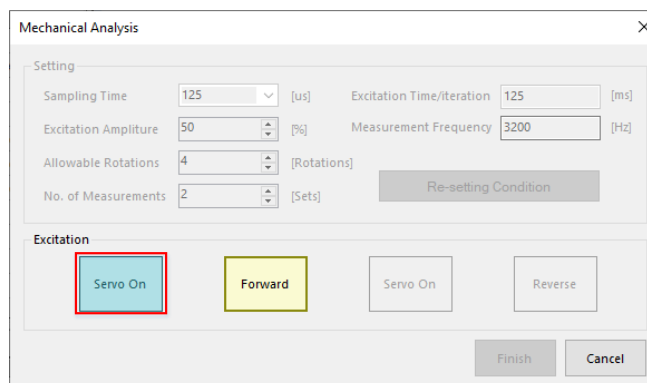 Mechanical Analysis
Setting
Sampling Time 125 [us] Excitation Time/iteration 125 [ms]
Excitation Ampliture 50 [%] Measurement Frequency 3200 [Hz]
Allowable Rotations 4 [Rotations]
No. of Measurements 2 [Sets] Re-setting Condition
Excitation
Servo On Forward Servo On Reverse
Finish Cancel